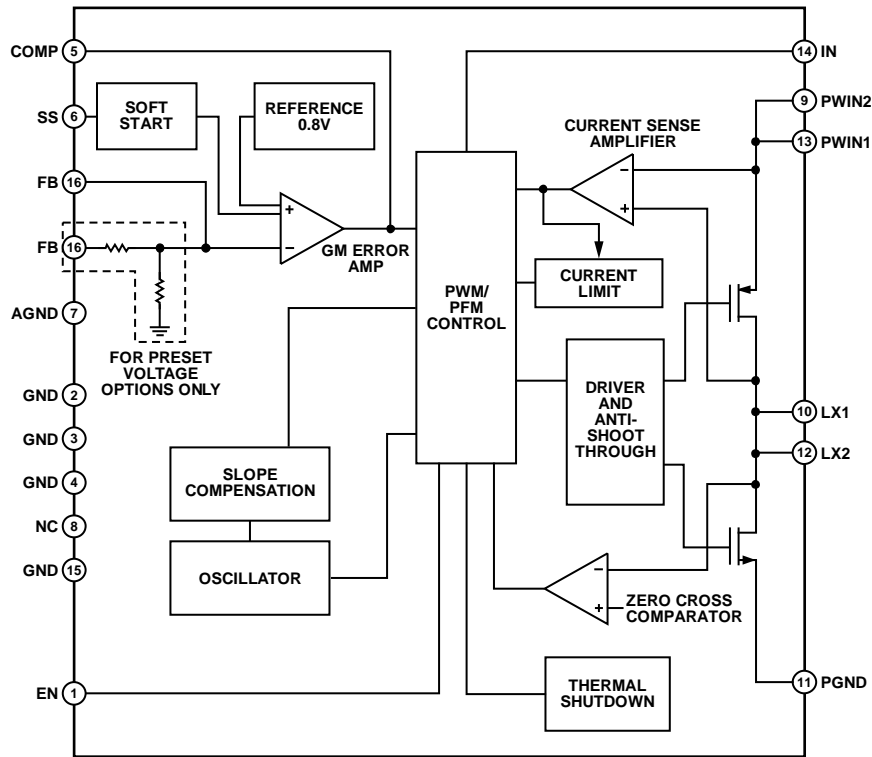 COMP 5
14 IN
SS 6
SOFT
START
REFERENCE
0.8V
9 PWIN2
CURRENT SENSE
AMPLIFIER
13 PWIN1
FB 16
−
+
+
−
GM ERROR
AMP
FB 16
CURRENT
LIMIT
AGND 7
PWM/
PFM
CONTROL
FOR PRESET
VOLTAGE
OPTIONS ONLY
GND 2
DRIVER
AND
ANTI-
SHOOT
THROUGH
10 LX1
GND 3
12 LX2
GND 4
SLOPE
COMPENSATION
NC 8
GND 15
OSCILLATOR
−
+
ZERO CROSS
COMPARATOR
EN 1
THERMAL
SHUTDOWN
11 PGND